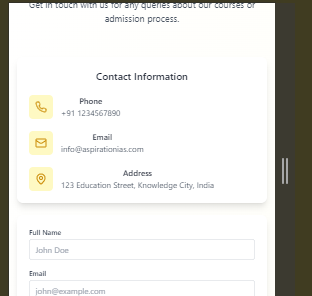 Get in touch with us for any queries about our courses or
admission process.
Contact Information
Phone
+91 1234567890
Email
info@aspirationias.com
Address
123 Education Street, Knowledge City, India
Full Name
John Doe
Email
john@example.com